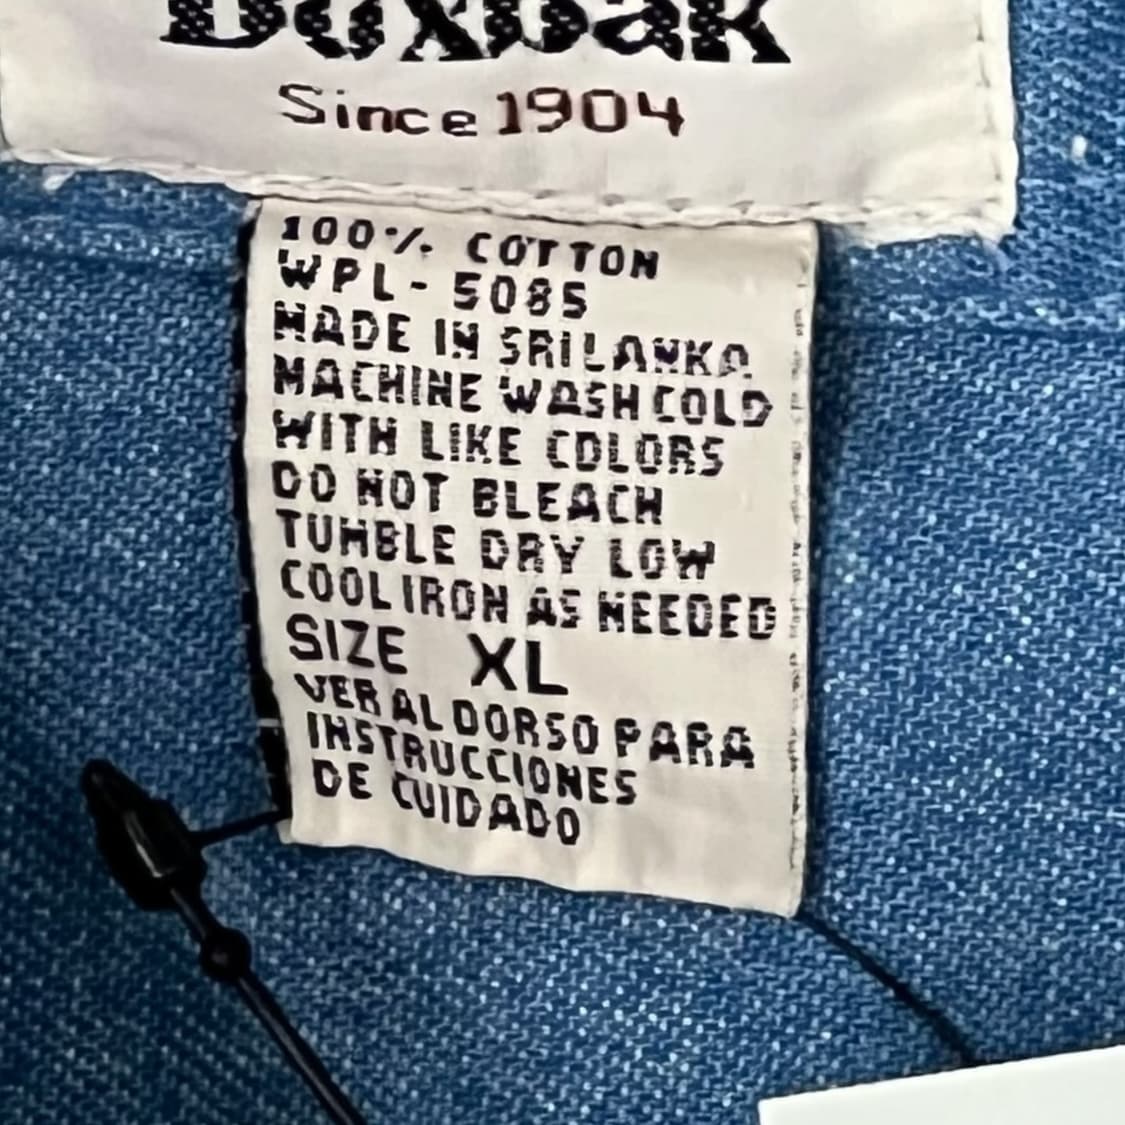 Duxbak
Since 1904
100% COTTON
WPL-5085
MADE IN SRILANKA
MACHINE WASH COLD
WITH LIKE COLORS
DO NOT BLEACH
TUMBLE DRY LOW
COOL IRON AS NEEDED
SIZE XL
VER AL DORSO PARA
INSTRUCCIONES
DE CUIDADO